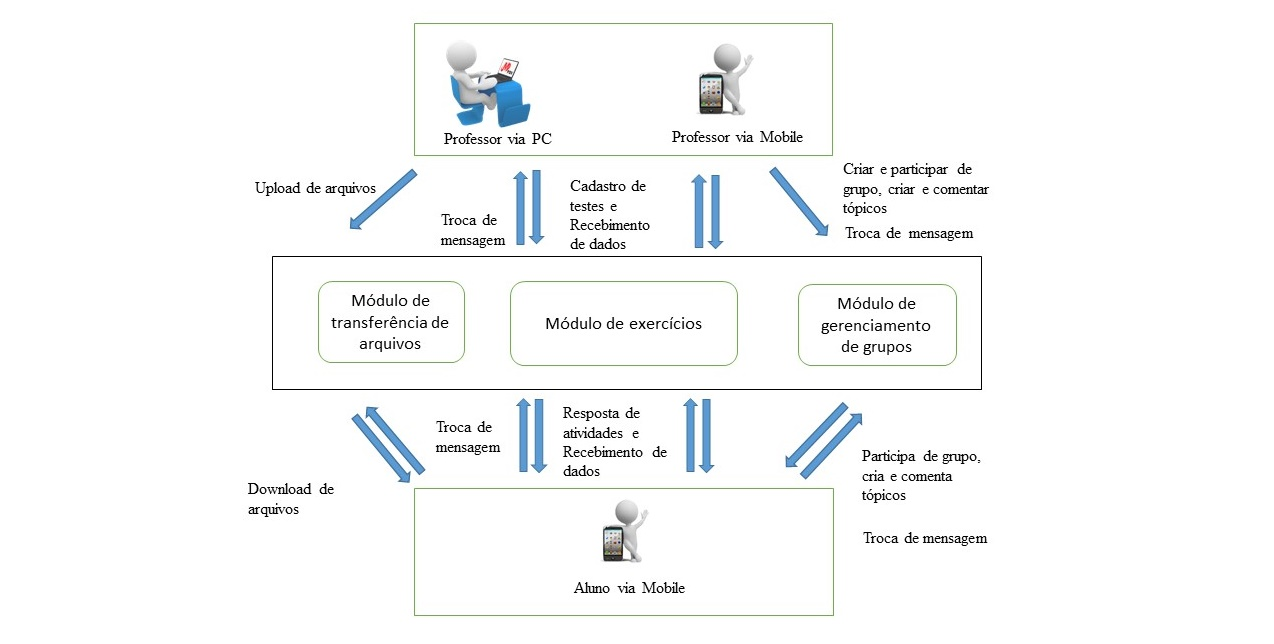 Professor via PC
Professor via Mobile
Upload de arquivos
Troca de
mensagem
Cadastro de
testes e
Recebimento
de dados
Criar e participar de
grupo, criar e comentar
tópicos
Troca de mensagem
Módulo de
transferência de
arquivos
Módulo de exercícios
Módulo de
gerenciamento
de grupos
Download de
arquivos
Troca de
mensagem
Resposta de
atividades e
Recebimento de
dados
Participa de grupo,
cria e comenta
tópicos
Troca de mensagem
Aluno via Mobile